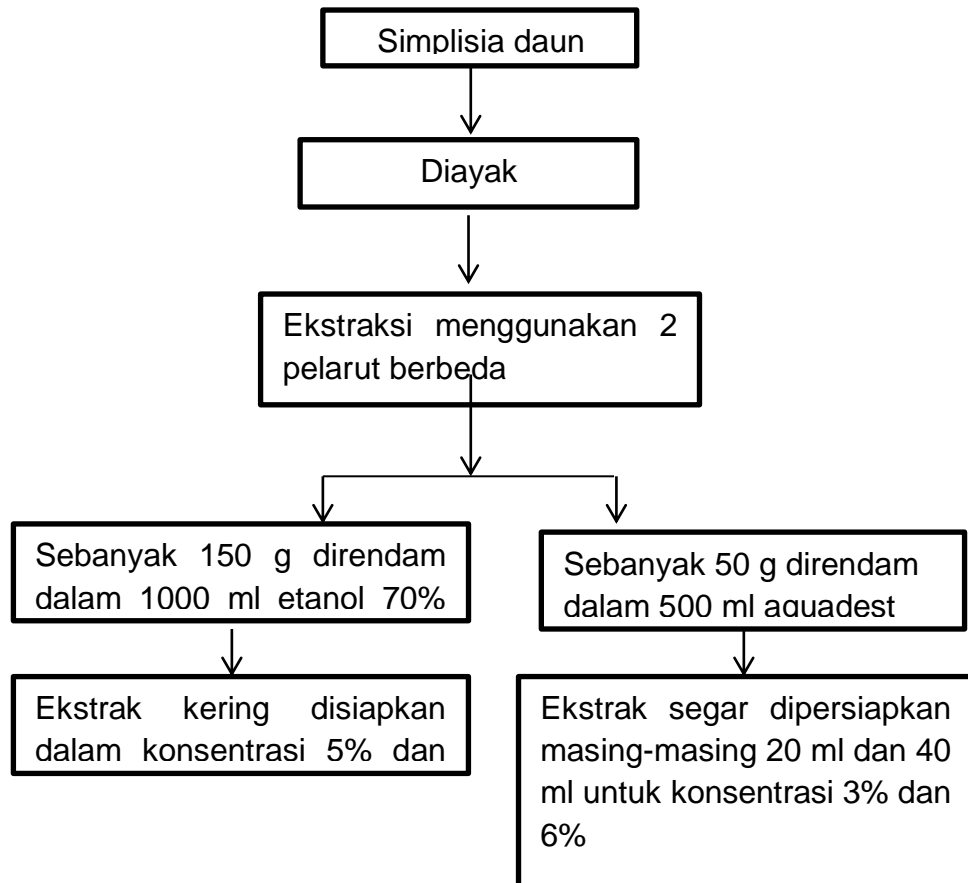 Simplisia daun
Diayak
Ekstraksi menggunakan 2
pelarut berbeda
Sebanyak 150 g direndam
dalam 1000 ml etanol 70%
Sebanyak 50 g direndam
dalam 500 ml aquadest
Ekstrak kering disiapkan
dalam konsentrasi 5% dan
Ekstrak segar dipersiapkan
masing-masing 20 ml dan 40
ml untuk konsentrasi 3% dan
6%